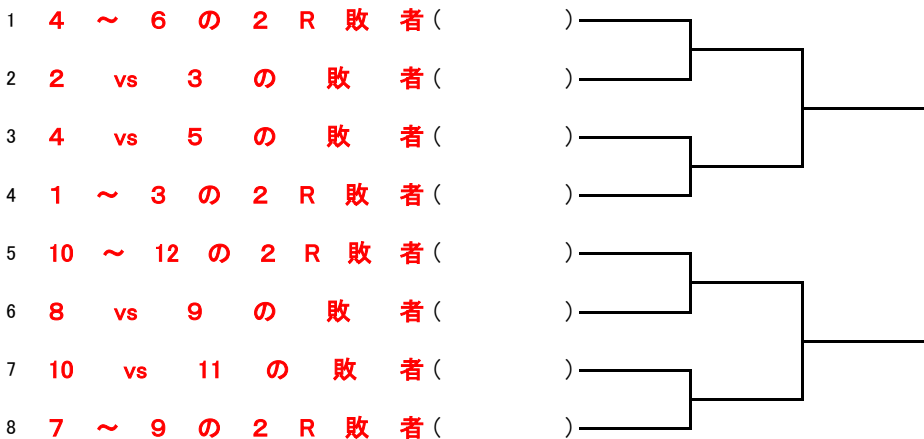 1 4 ～ 6 の 2 R 敗 者 ( )
2 2 vs 3 の 敗 者 ( )
3 4 vs 5 の 敗 者 ( )
4 1 ～ 3 の 2 R 敗 者 ( )
5 10 ～ 12 の 2 R 敗 者 ( )
6 8 vs 9 の 敗 者 ( )
7 10 vs 11 の 敗 者 ( )
8 7 ～ 9 の 2 R 敗 者 ( )